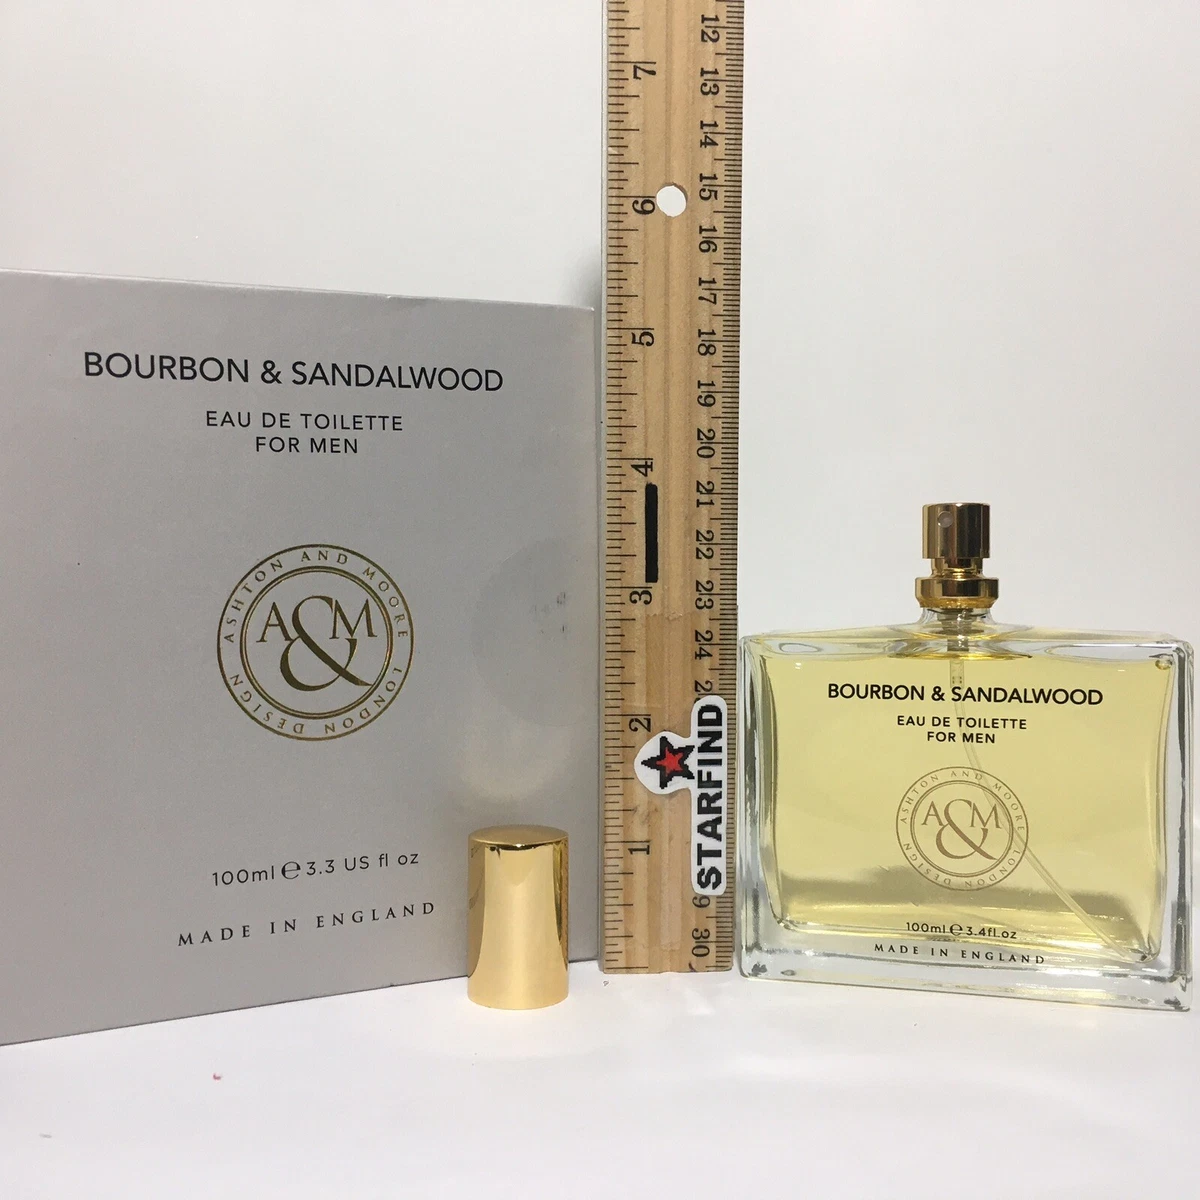 BOURBON & SANDALWOOD
EAU DE TOILETTE
FOR MEN
ASHTON AND MOORE LONDON DESIGN
A&M
100ml e 3.3 US fl oz
MADE IN ENGLAND
7
6
5
4
3
2
1
12
13
14
15
16
17
18
19
20
21
22
23
24
2
9
30
STARFIND
BOURBON & SANDALWOOD
EAU DE TOILETTE
FOR MEN
ASHTON AND MOORE LONDON DESIGN
A&M
100ml e 3.4fl.oz
MADE IN ENGLAND